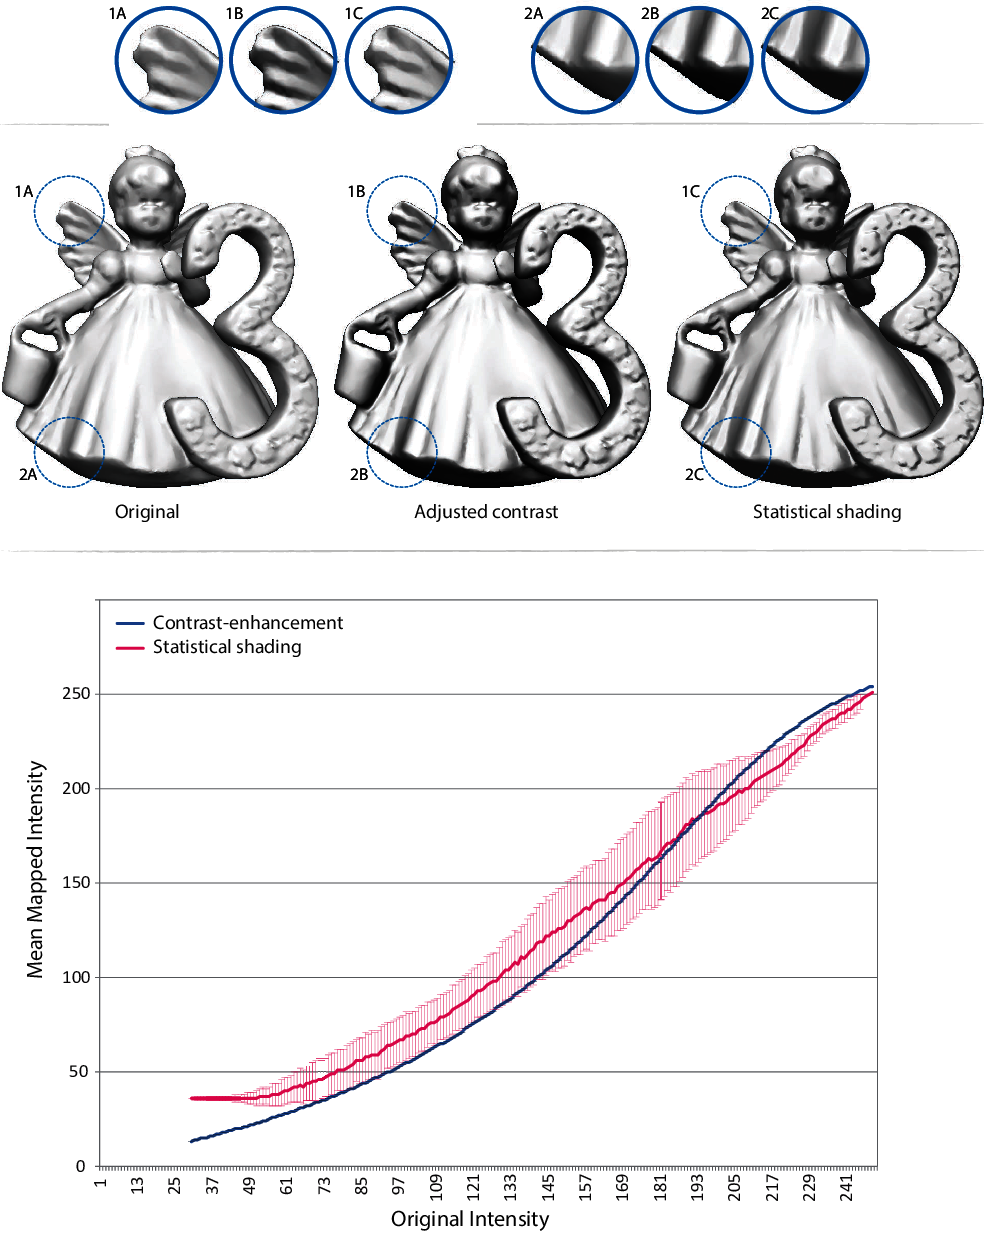 1A 1B 1C 2A 2B 2C
1A 1B 1C
2A 2B 2C
Original Adjusted contrast Statistical shading
Contrast-enhancement
Statistical shading
250
200
150
100
50
0
Mean Mapped Intensity
1 13 25 37 49 61 73 85 97 109 121 133 145 157 169 181 193 205 217 229 241
Original Intensity